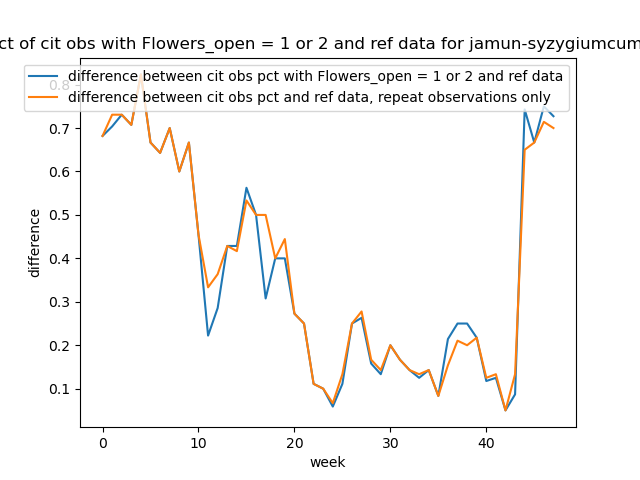 ct of cit obs with Flowers_open = 1 or 2 and ref data for jamun-syzygiumcum
difference between cit obs pct with Flowers_open = 1 or 2 and ref data
difference between cit obs pct and ref data, repeat observations only
0.8
0.7
0.6
0.5
0.4
0.3
0.2
0.1
difference
0 10 20 30 40
week